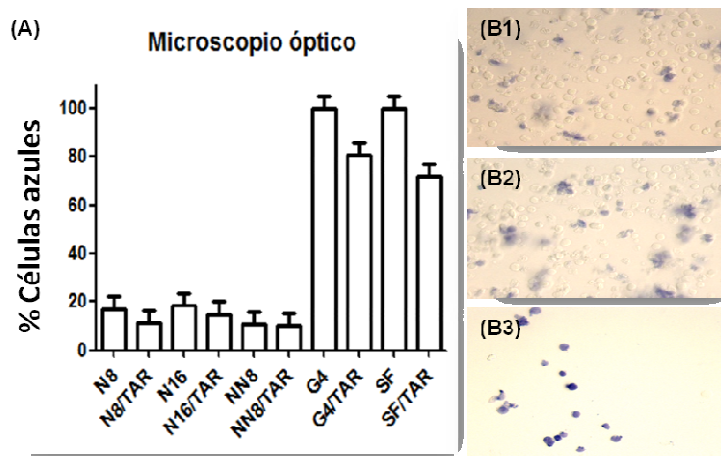 (A)
Microscopio óptico
% Células azules
100
80
60
40
20
0
N8
N8/TAR
N16
N16/TAR
NN8
NN8/TAR
G4
G4/TAR
SF
SF/TAR
(B1)
(B2)
(B3)